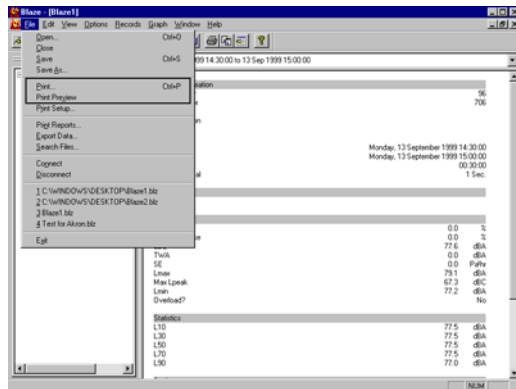 Blaze - [Blaze1]
File Edit View Options Records Graph Window Help
Open... Ctrl+O
Close
Save Ctrl+S
Save As...
Print... Ctrl+P
Print Preview
Print Setup...
Print Reports...
Export Data...
Search Files...
Connect
Disconnect
1 C:\WINDOWS\DESKTOP\Blaze1.blz
2 C:\WINDOWS\DESKTOP\Blaze2.blz
3 Blaze1.blz
4 Test for Akron.blz
Exit
99 14:30:00 to 13 Sep 1999 15:00:00
96
706
Monday, 13 September 1999 14:30:00
Monday, 13 September 1999 15:00:00
00:30:00
1 Sec.
0.0 %
0.0 %
77.6 dBA
TWA 0.0 dBA
SE 0.0 Pa²hr
Lmax 79.1 dBA
Max Lpeak 67.3 dBC
Lmin 77.2 dBA
Overload? No
Statistics
L10 77.5 dBA
L30 77.5 dBA
L50 77.5 dBA
L70 77.5 dBA
L90 77.0 dBA
NUM